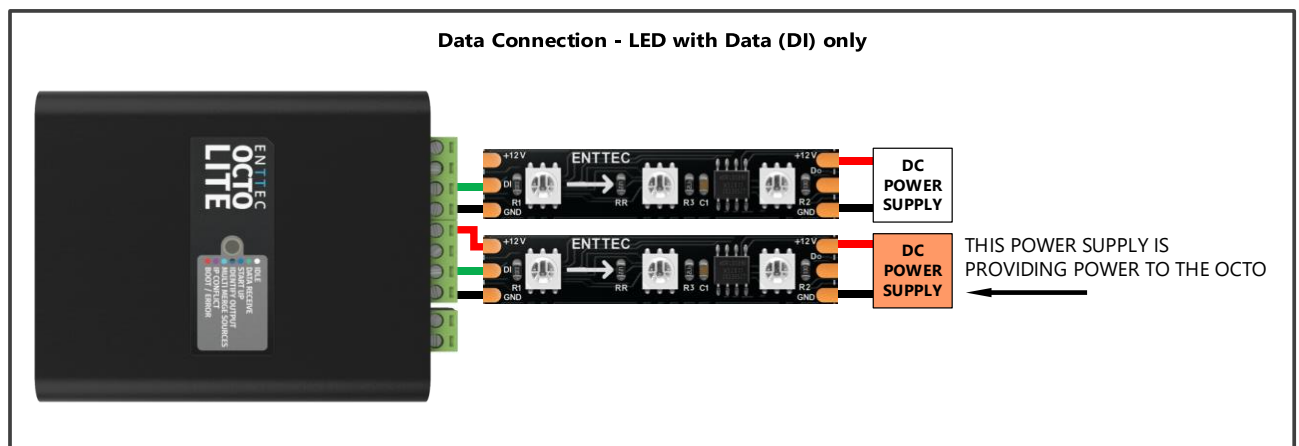 Data Connection - LED with Data (DI) only
ENTTEC
OCTO
LITE
IDLE
DATA RECEIVE
START UP
IDENTIFY OUTPUT
MULTI MERGE SOURCES
IP CONFLICT
BOOT / ERROR
+12V
ENTTEC
+12V
DI
Do
R1
RR
R3
C1
R2
GND
GND
DC
POWER
SUPPLY
+12V
ENTTEC
+12V
DI
Do
R1
RR
R3
C1
R2
GND
GND
DC
POWER
SUPPLY
THIS POWER SUPPLY IS
PROVIDING POWER TO THE OCTO